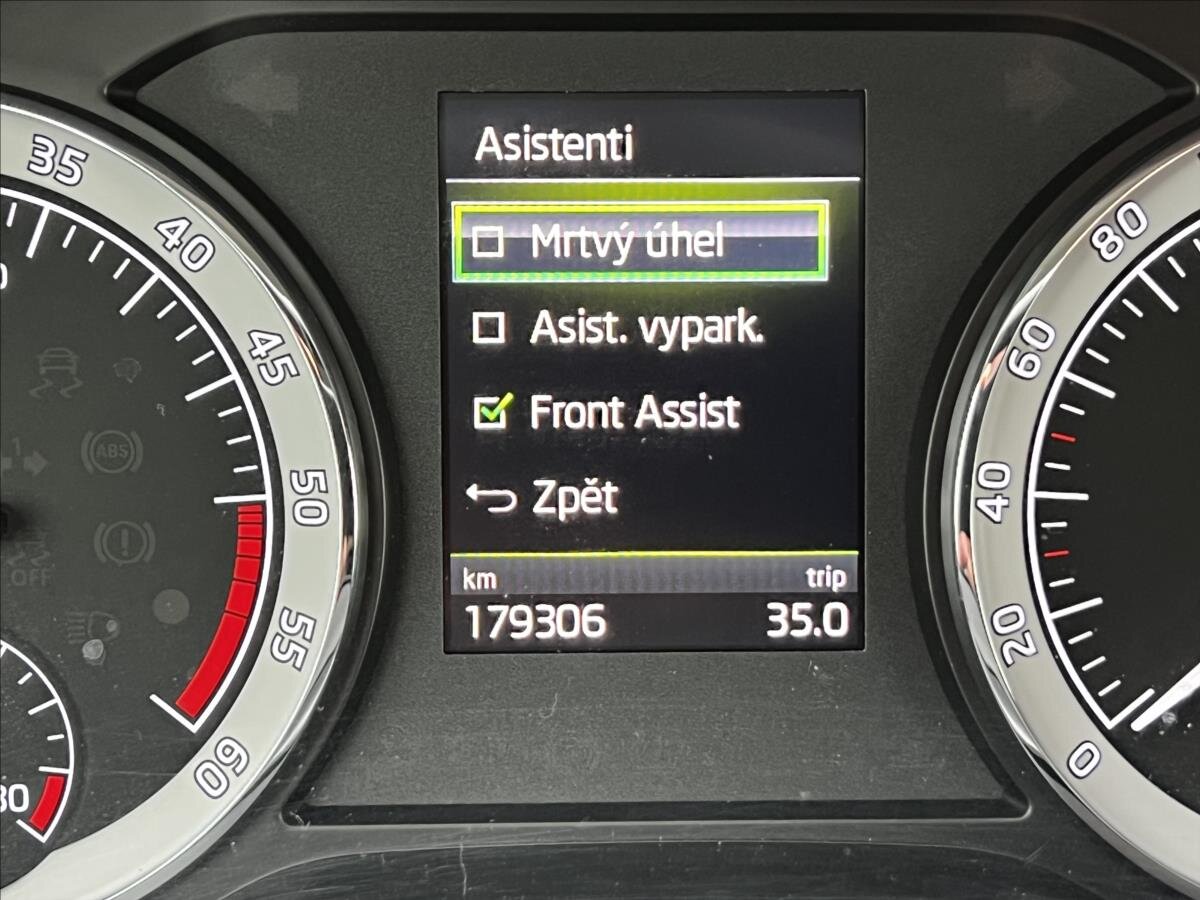 Asistenti
Mrtvý úhel
Asist. vypark.
Front Assist
Zpět
km trip
179306 35.0
35
40
45
50
55
60
ABS
OFF
1
80
60
40
20
0